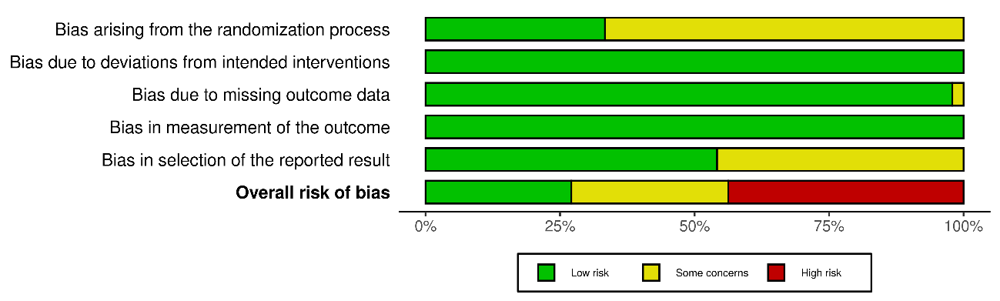 Bias arising from the randomization process
Bias due to deviations from intended interventions
Bias due to missing outcome data
Bias in measurement of the outcome
Bias in selection of the reported result
Overall risk of bias
0% 25% 50% 75% 100%
Low risk Some concerns High risk